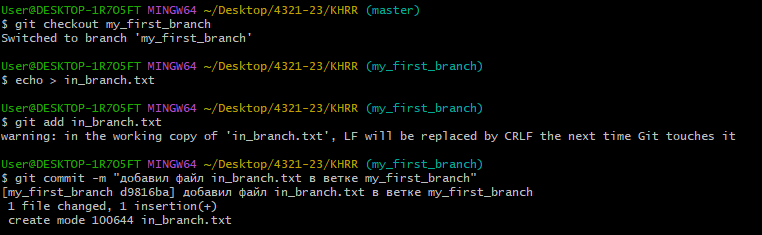 User@DESKTOP-1R7O5FT MINGW64 ~/Desktop/4321-23/KHRR (master)
$ git checkout my_first_branch
Switched to branch 'my_first_branch'
User@DESKTOP-1R7O5FT MINGW64 ~/Desktop/4321-23/KHRR (my_first_branch)
$ echo > in_branch.txt
User@DESKTOP-1R7O5FT MINGW64 ~/Desktop/4321-23/KHRR (my_first_branch)
$ git add in_branch.txt
warning: in the working copy of 'in_branch.txt', LF will be replaced by CRLF the next time Git touches it
User@DESKTOP-1R7O5FT MINGW64 ~/Desktop/4321-23/KHRR (my_first_branch)
$ git commit -m "добавил файл in_branch.txt в ветке my_first_branch"
[my_first_branch d9816ba] добавил файл in_branch.txt в ветке my_first_branch
1 file changed, 1 insertion(+)
create mode 100644 in_branch.txt